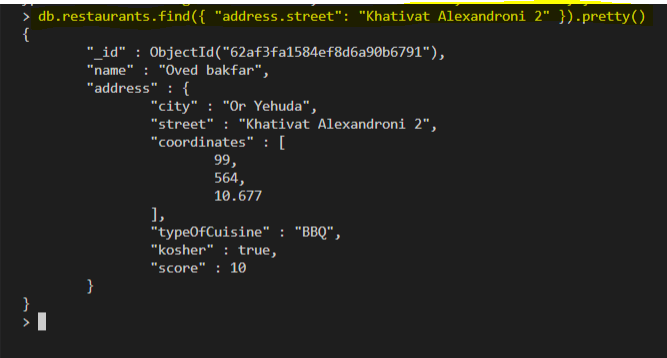 > db.restaurants.find({ "address.street": "Khativat Alexandroni 2" }).pretty()
{
        "_id" : ObjectId("62af3fa1584ef8d6a90b6791"),
        "name" : "Oved bakfar",
        "address" : {
                "city" : "Or Yehuda",
                "street" : "Khativat Alexandroni 2",
                "coordinates" : [
                        99,
                        564,
                        10.677
                ],
                "typeOfCuisine" : "BBQ",
                "kosher" : true,
                "score" : 10
        }
}
>